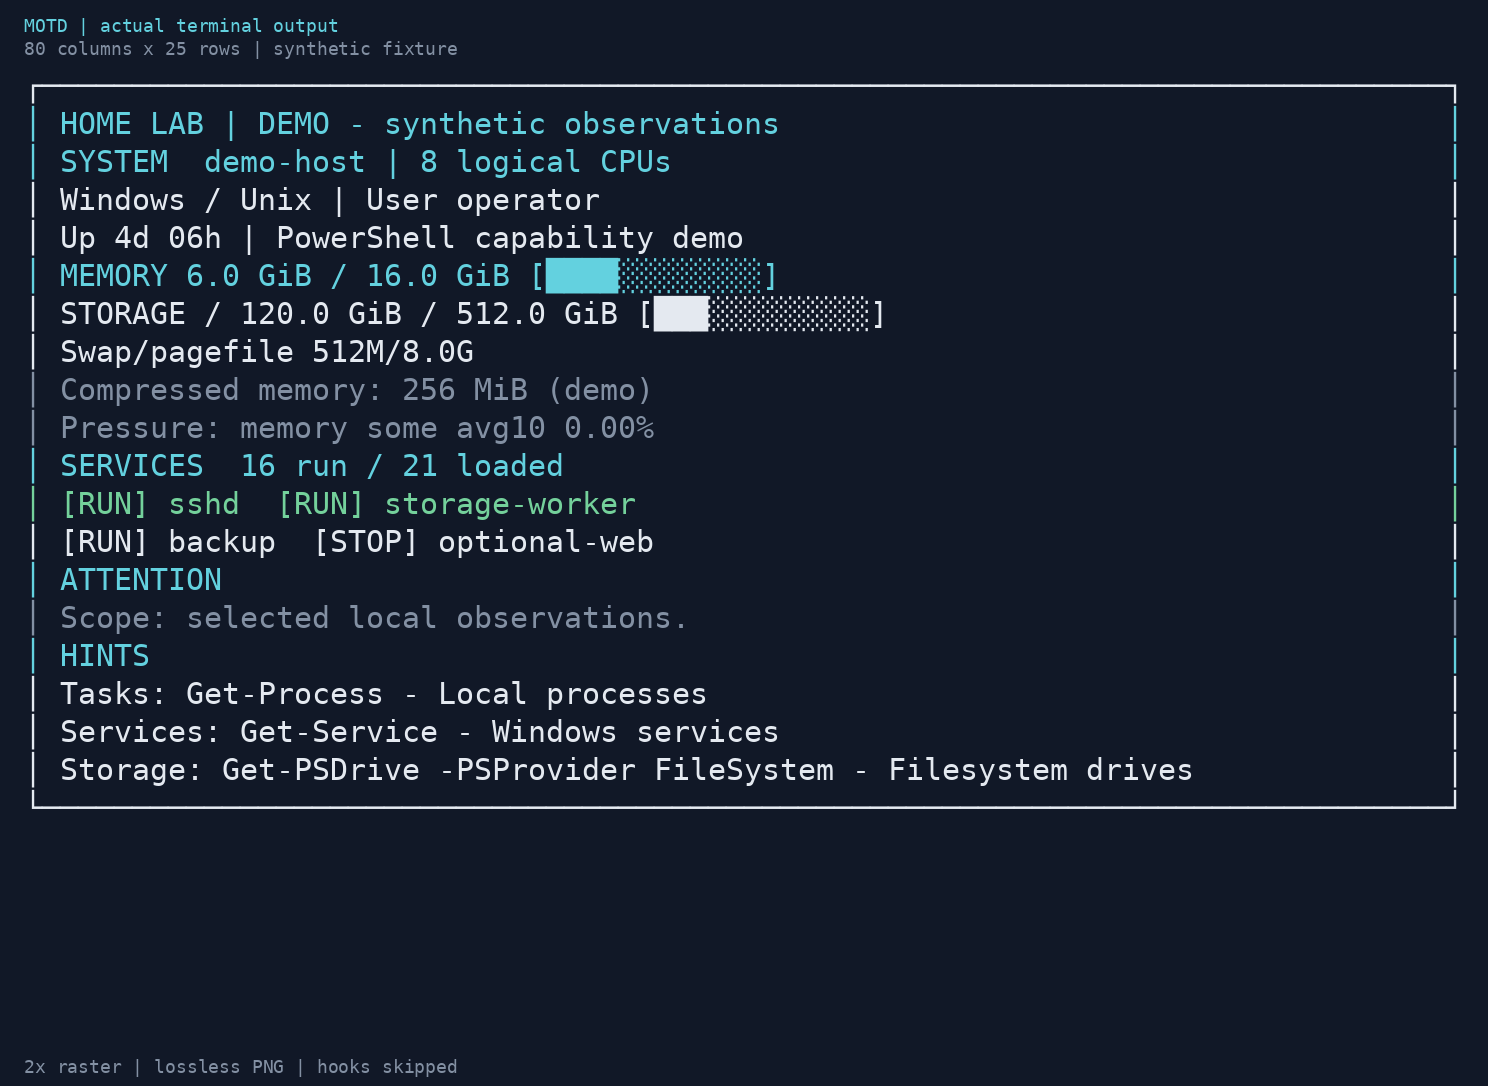 MOTD | actual terminal output
80 columns x 25 rows | synthetic fixture
HOME LAB | DEMO - synthetic observations
SYSTEM  demo-host | 8 logical CPUs
Windows / Unix | User operator
Up 4d 06h | PowerShell capability demo
MEMORY 6.0 GiB / 16.0 GiB [████░░░░░░░░]
STORAGE / 120.0 GiB / 512.0 GiB [███░░░░░░░░░]
Swap/pagefile 512M/8.0G
Compressed memory: 256 MiB (demo)
Pressure: memory some avg10 0.00%
SERVICES  16 run / 21 loaded
[RUN] sshd  [RUN] storage-worker
[RUN] backup  [STOP] optional-web
ATTENTION
Scope: selected local observations.
HINTS
Tasks: Get-Process - Local processes
Services: Get-Service - Windows services
Storage: Get-PSDrive -PSProvider FileSystem - Filesystem drives
2x raster | lossless PNG | hooks skipped